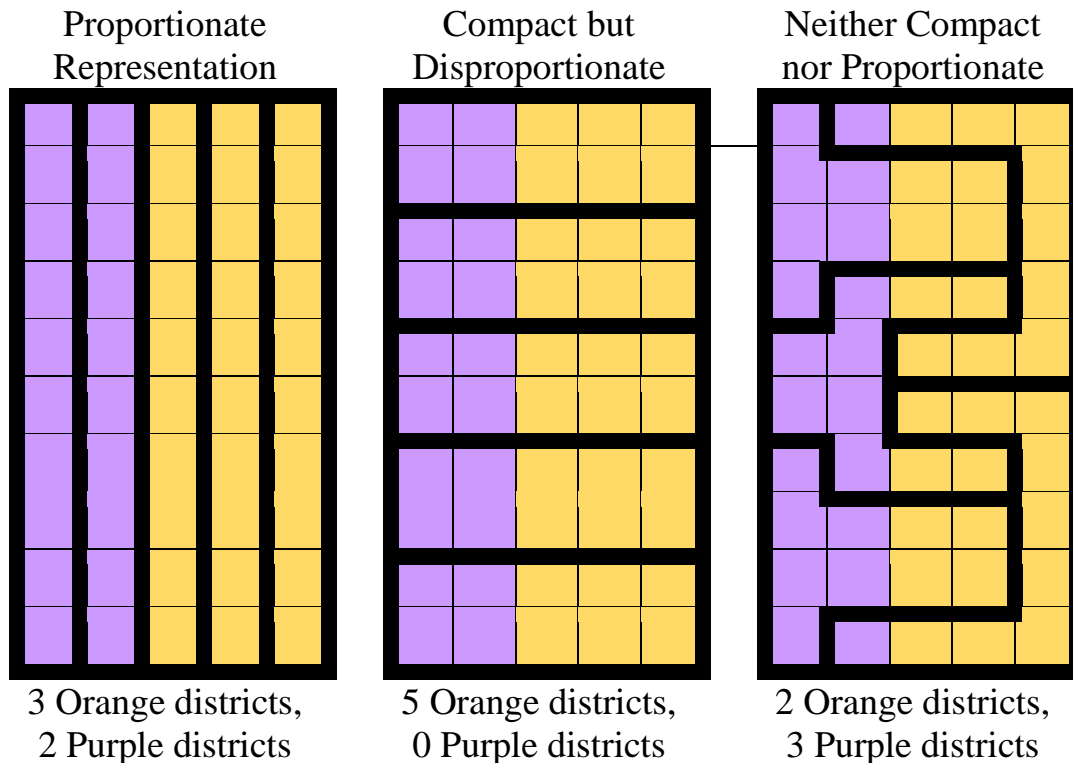 Proportionate
Representation
Compact but
Disproportionate
Neither Compact
nor Proportionate
3 Orange districts,
2 Purple districts
5 Orange districts,
0 Purple districts
2 Orange districts,
3 Purple districts